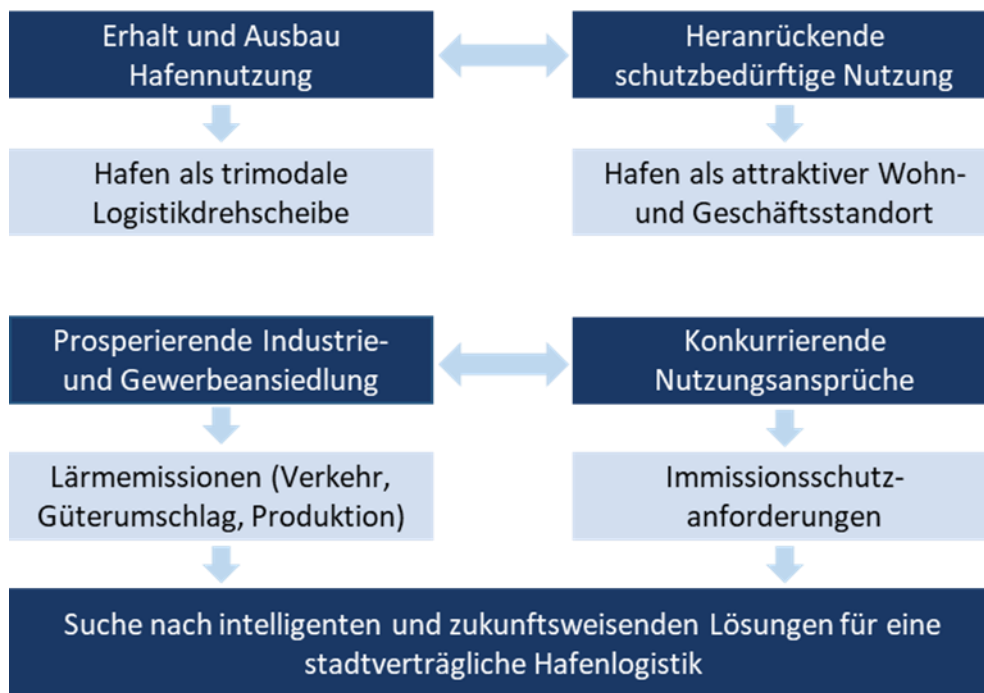 Erhalt und Ausbau
Hafennutzung
Heranrückende
schutzbedürftige Nutzung
Hafen als trimodale
Logistikdrehscheibe
Hafen als attraktiver Wohn-
und Geschäftsstandort
Prosperierende Industrie-
und Gewerbeansiedlung
Konkurrierende
Nutzungsansprüche
Lärmemissionen (Verkehr,
Güterumschlag, Produktion)
Immissionsschutz-
anforderungen
Suche nach intelligenten und zukunftsweisenden Lösungen für eine
stadtverträgliche Hafenlogistik